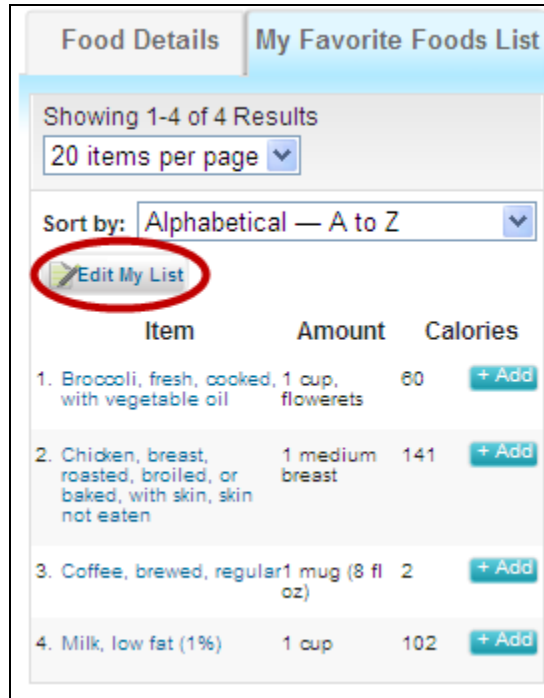 Food Details My Favorite Foods List
Showing 1-4 of 4 Results
20 items per page
Sort by: Alphabetical — A to Z
Edit My List
Item Amount Calories
1. Broccoli, fresh, cooked, 1 cup, 60 + Add
with vegetable oil flowerets
2. Chicken, breast, 1 medium 141 + Add
roasted, broiled, or breast
baked, with skin, skin
not eaten
3. Coffee, brewed, regular 1 mug (8 fl 2 + Add
oz)
4. Milk, low fat (1%) 1 cup 102 + Add